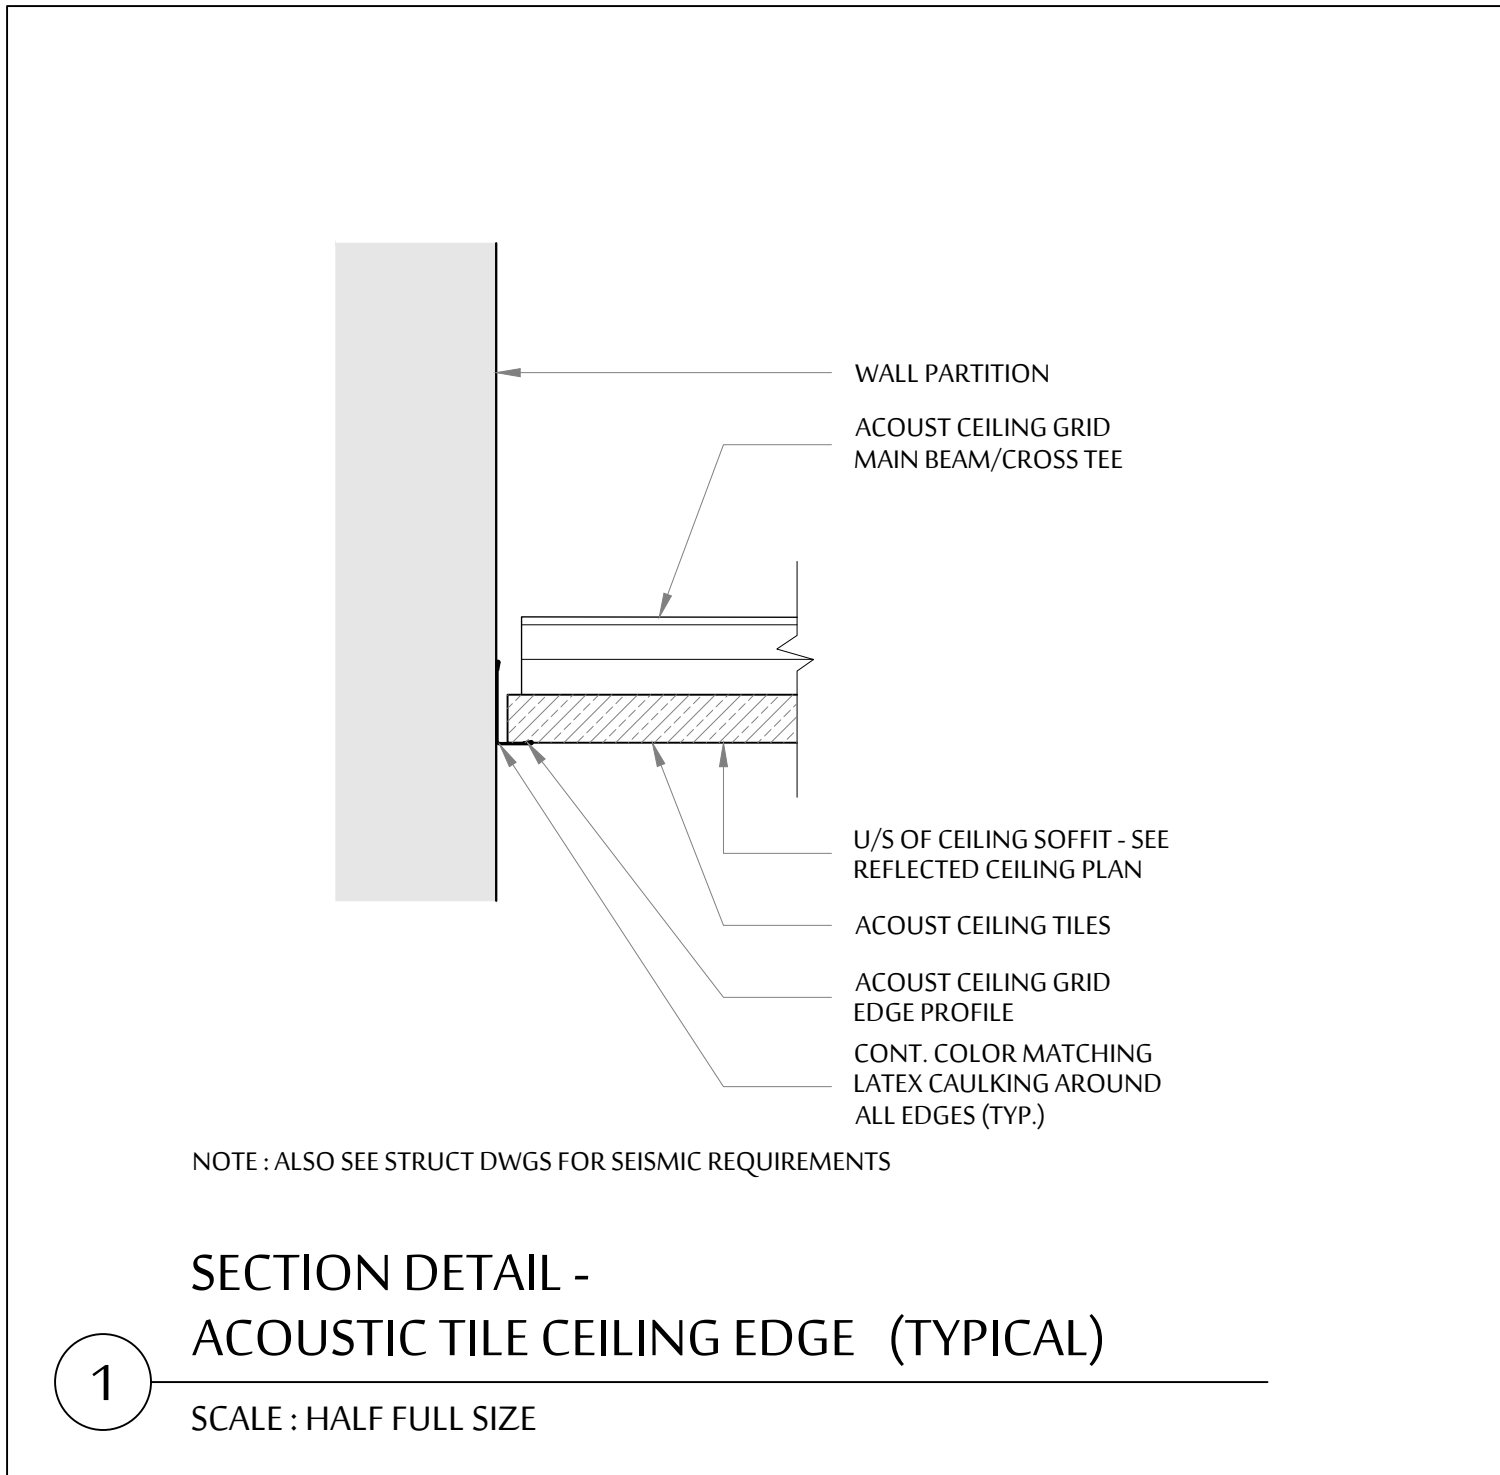 WALL PARTITION
ACOUST CEILING GRID
MAIN BEAM/CROSS TEE
U/S OF CEILING SOFFIT - SEE
REFLECTED CEILING PLAN
ACOUST CEILING TILES
ACOUST CEILING GRID
EDGE PROFILE
CONT. COLOR MATCHING
LATEX CAULKING AROUND
ALL EDGES (TYP.)
NOTE : ALSO SEE STRUCT DWGS FOR SEISMIC REQUIREMENTS
SECTION DETAIL -
ACOUSTIC TILE CEILING EDGE (TYPICAL)
1
SCALE : HALF FULL SIZE